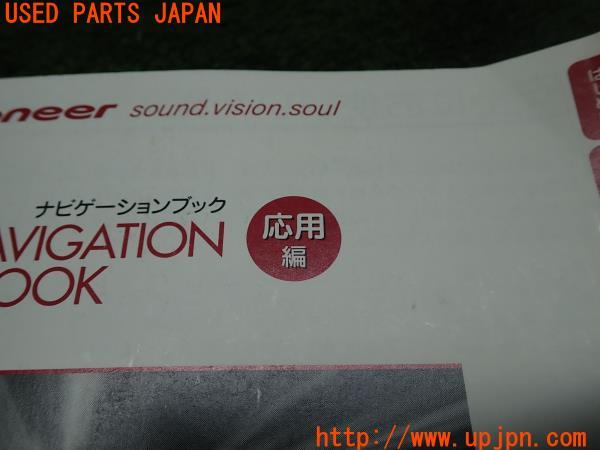 USED PARTS JAPAN
oneer sound.vision.soul
ナビゲーションブック
AVIGATION
OOK
応用
編
http://www.upjpn.com